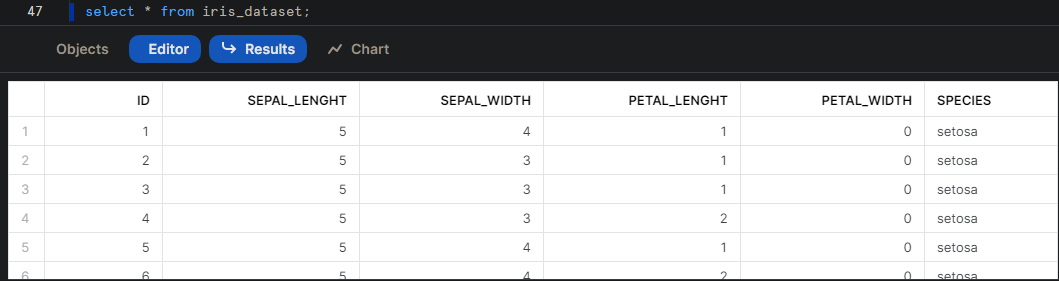 47 select * from iris_dataset;
Objects Editor Results Chart
ID SEPAL_LENGHT SEPAL_WIDTH PETAL_LENGHT PETAL_WIDTH SPECIES
1 1 5 4 1 0 setosa
2 2 5 3 1 0 setosa
3 3 5 3 1 0 setosa
4 4 5 3 2 0 setosa
5 5 5 4 1 0 setosa
6 6 5 4 2 0 setosa